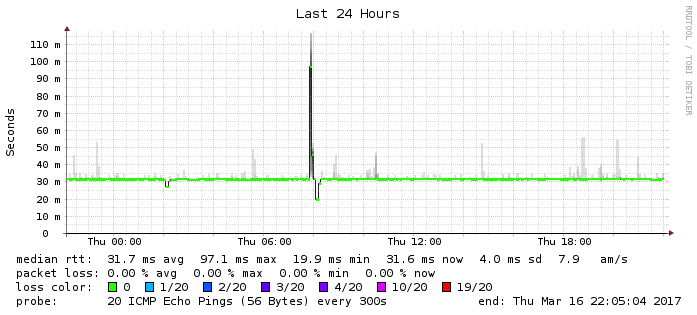 Last 24 Hours
RRDTOOL / TOBI OETIKER
Seconds
110 m
100 m
90 m
80 m
70 m
60 m
50 m
40 m
30 m
20 m
10 m
0
Thu 00:00 Thu 06:00 Thu 12:00 Thu 18:00
median rtt: 31.7 ms avg 97.1 ms max 19.9 ms min 31.6 ms now 4.0 ms sd 7.9 am/s
packet loss: 0.00 % avg 0.00 % max 0.00 % min 0.00 % now
loss color: 0 1/20 2/20 3/20 4/20 10/20 19/20
probe: 20 ICMP Echo Pings (56 Bytes) every 300s end: Thu Mar 16 22:05:04 2017